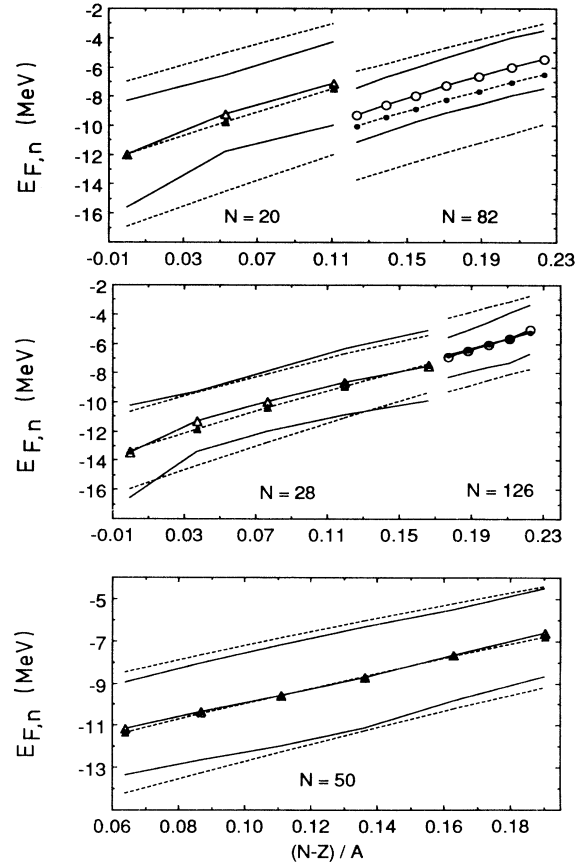 -2
-4
-6
-8
-10
-12
-14
-16
E F,n (MeV)
N = 20
N = 82
-0.01 0.03 0.07 0.11 0.15 0.19 0.23
-2
-4
-6
-8
-10
-12
-14
-16
E F,n (MeV)
N = 28
N = 126
-0.01 0.03 0.07 0.11 0.15 0.19 0.23
-5
-7
-9
-11
-13
E F,n (MeV)
N = 50
0.06 0.08 0.10 0.12 0.14 0.16 0.18
(N-Z) / A